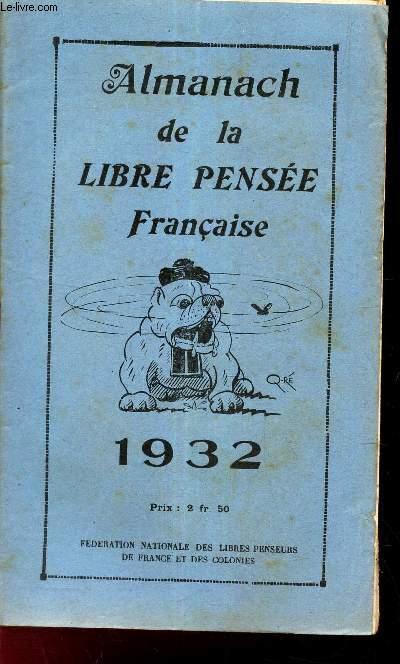 Le-livre.com
Almanach
de la
LIBRE PENSÉE
Française
Q-RÉ
1932
Prix : 2 fr 50
FEDERATION NATIONALE DES LIBRES PENSEURS
DE FRANCE ET DES COLONIES